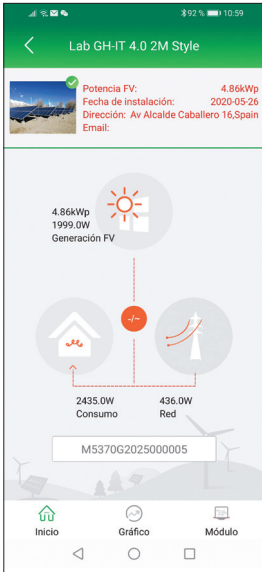 92 % 10:59
Lab GH-IT 4.0 2M Style
Potencia FV: 4.86kWp
Fecha de instalación: 2020-05-26
Dirección: Av Alcalde Caballero 16,Spain
Email:
4.86kWp
1999.0W
Generación FV
-/~
2435.0W 436.0W
Consumo Red
M5370G2025000005
Inicio Gráfico Módulo